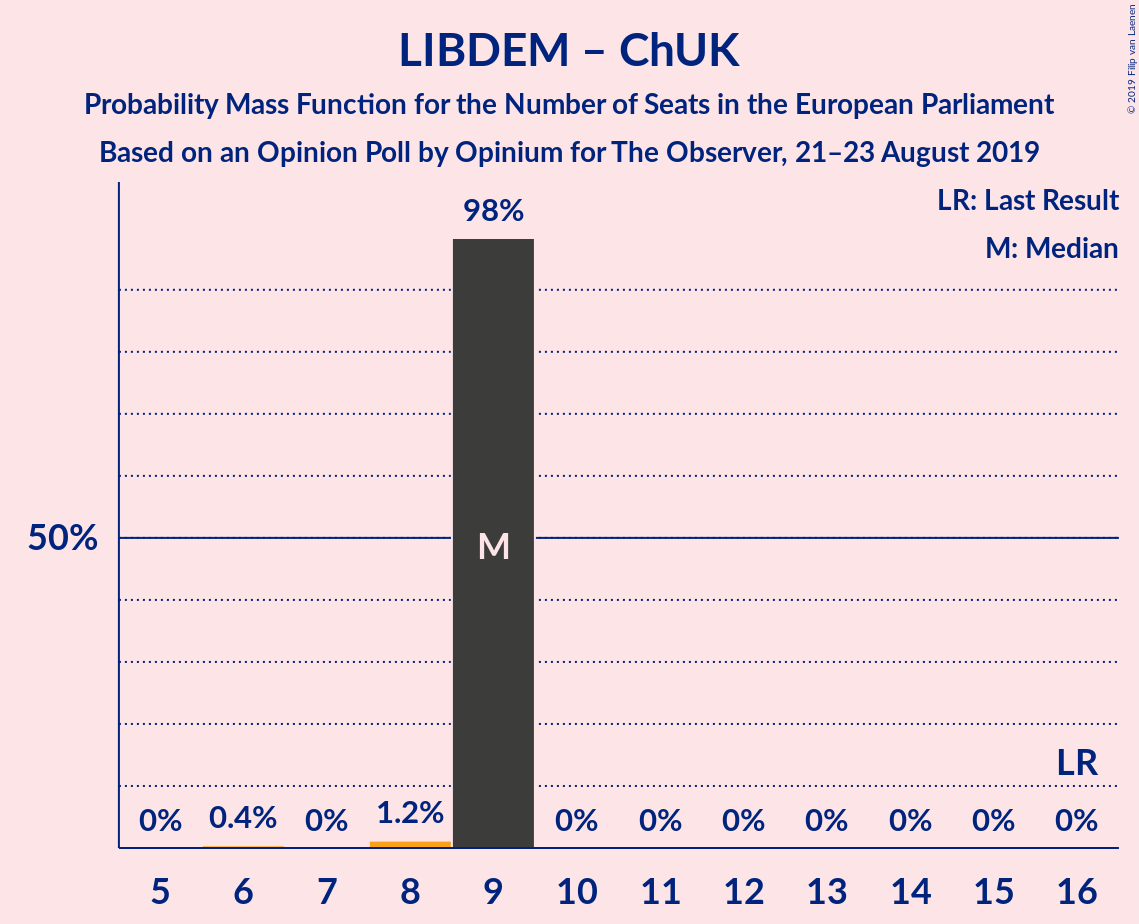 LIBDEM – ChUK
Probability Mass Function for the Number of Seats in the European Parliament
Based on an Opinion Poll by Opinium for The Observer, 21–23 August 2019
© 2019 Filip van Laenen
LR: Last Result
M: Median
98%
50%
M
LR
0% 0.4% 0% 1.2% 0% 0% 0% 0% 0% 0% 0%
5 6 7 8 9 10 11 12 13 14 15 16